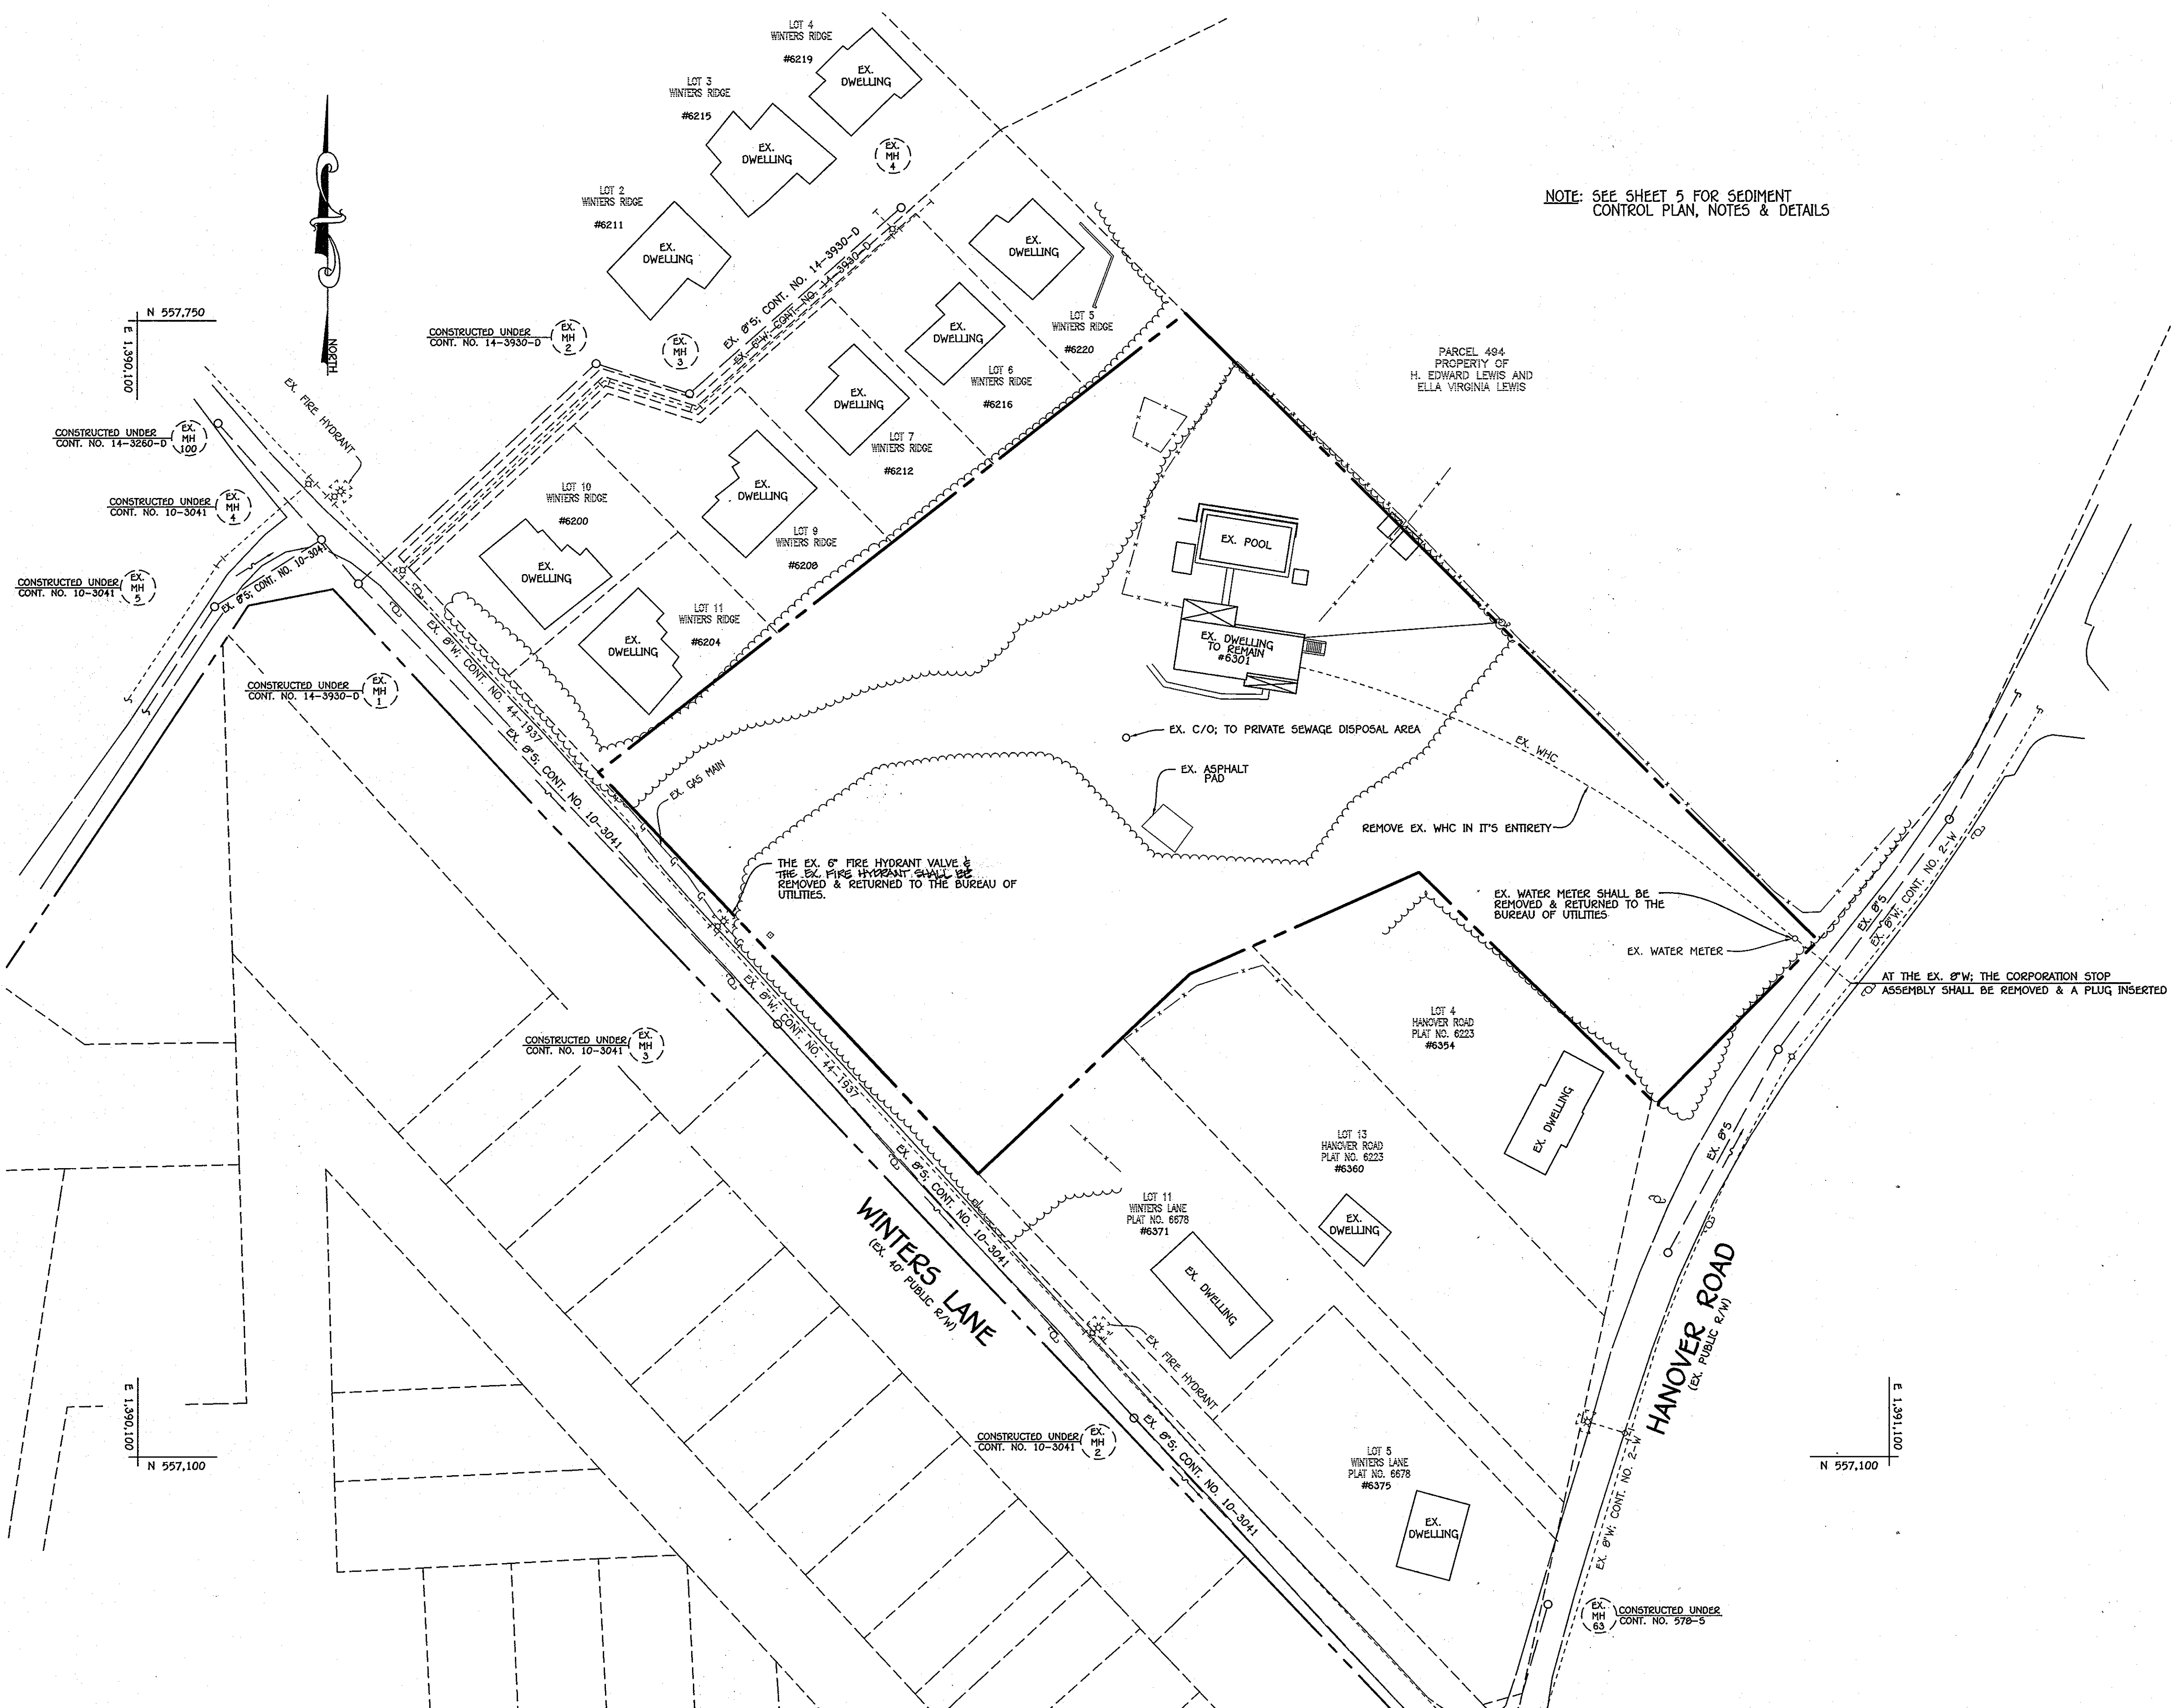 LOT 4
WINTERS RIDGE
#6219
EX.
DWELLING
LOT 3
WINTERS RIDGE
#6215
EX.
DWELLING
EX.
MH
4
LOT 2
WINTERS RIDGE
#6211
EX.
DWELLING
NOTE: SEE SHEET 5 FOR SEDIMENT
CONTROL PLAN, NOTES & DETAILS
EX. 8"S; CONT. NO. 14-3930-D
EX. 6"W; CONT. NO. 14-3930-D
EX.
DWELLING
LOT 5
WINTERS RIDGE
#6220
N 557,750
E 1,390,100
NORTH
CONSTRUCTED UNDER
CONT. NO. 14-3930-D
EX.
MH
2
EX.
MH
3
EX.
DWELLING
LOT 6
WINTERS RIDGE
#6216
PARCEL 494
PROPERTY OF
H. EDWARD LEWIS AND
ELLA VIRGINIA LEWIS
EX. FIRE HYDRANT
EX.
DWELLING
LOT 7
WINTERS RIDGE
#6212
CONSTRUCTED UNDER
CONT. NO. 14-3260-D
EX.
MH
100
CONSTRUCTED UNDER
CONT. NO. 10-3041
EX.
MH
4
LOT 10
WINTERS RIDGE
#6200
EX.
DWELLING
EX.
DWELLING
LOT 9
WINTERS RIDGE
#6208
EX. POOL
CONSTRUCTED UNDER
CONT. NO. 10-3041
EX.
MH
5
EX. 8"S; CONT. NO. 10-3041
LOT 11
WINTERS RIDGE
#6204
EX.
DWELLING
EX. DWELLING
TO REMAIN
#6301
CONSTRUCTED UNDER
CONT. NO. 14-3930-D
EX.
MH
1
EX. 8"W; CONT. NO. 44-1937
EX. 8"S; CONT. NO. 10-3041
EX. C/O; TO PRIVATE SEWAGE DISPOSAL AREA
EX. WHC
EX. GAS MAIN
EX. ASPHALT
PAD
REMOVE EX. WHC IN IT'S ENTIRETY
THE EX. 6" FIRE HYDRANT VALVE &
THE EX. FIRE HYDRANT SHALL BE
REMOVED & RETURNED TO THE BUREAU OF
UTILITIES.
EX. WATER METER SHALL BE
REMOVED & RETURNED TO THE
BUREAU OF UTILITIES
EX. WATER METER
EX. 8"S
EX. 8"W; CONT. NO. 2-W
AT THE EX. 8"W; THE CORPORATION STOP
ASSEMBLY SHALL BE REMOVED & A PLUG INSERTED
EX. 8"W; CONT. NO. 44-1937
CONSTRUCTED UNDER
CONT. NO. 10-3041
EX.
MH
3
LOT 4
HANOVER ROAD
PLAT NO. 6223
#6354
EX. DWELLING
EX. 8"S
LOT 13
HANOVER ROAD
PLAT NO. 6223
#6360
EX.
DWELLING
EX. 8"S; CONT. NO. 10-3041
LOT 11
WINTERS LANE
PLAT NO. 6678
#6371
EX. DWELLING
WINTERS LANE
(EX. 40' PUBLIC R/W)
HANOVER ROAD
(EX. PUBLIC R/W)
EX. FIRE HYDRANT
E 1,390,100
N 557,100
CONSTRUCTED UNDER
CONT. NO. 10-3041
EX.
MH
2
EX. 8"S; CONT. NO. 10-3041
LOT 5
WINTERS LANE
PLAT NO. 6678
#6375
EX.
DWELLING
EX. 8"W; CONT. NO. 2-W
E 1,391,100
N 557,100
EX.
MH
63
CONSTRUCTED UNDER
CONT. NO. 578-S